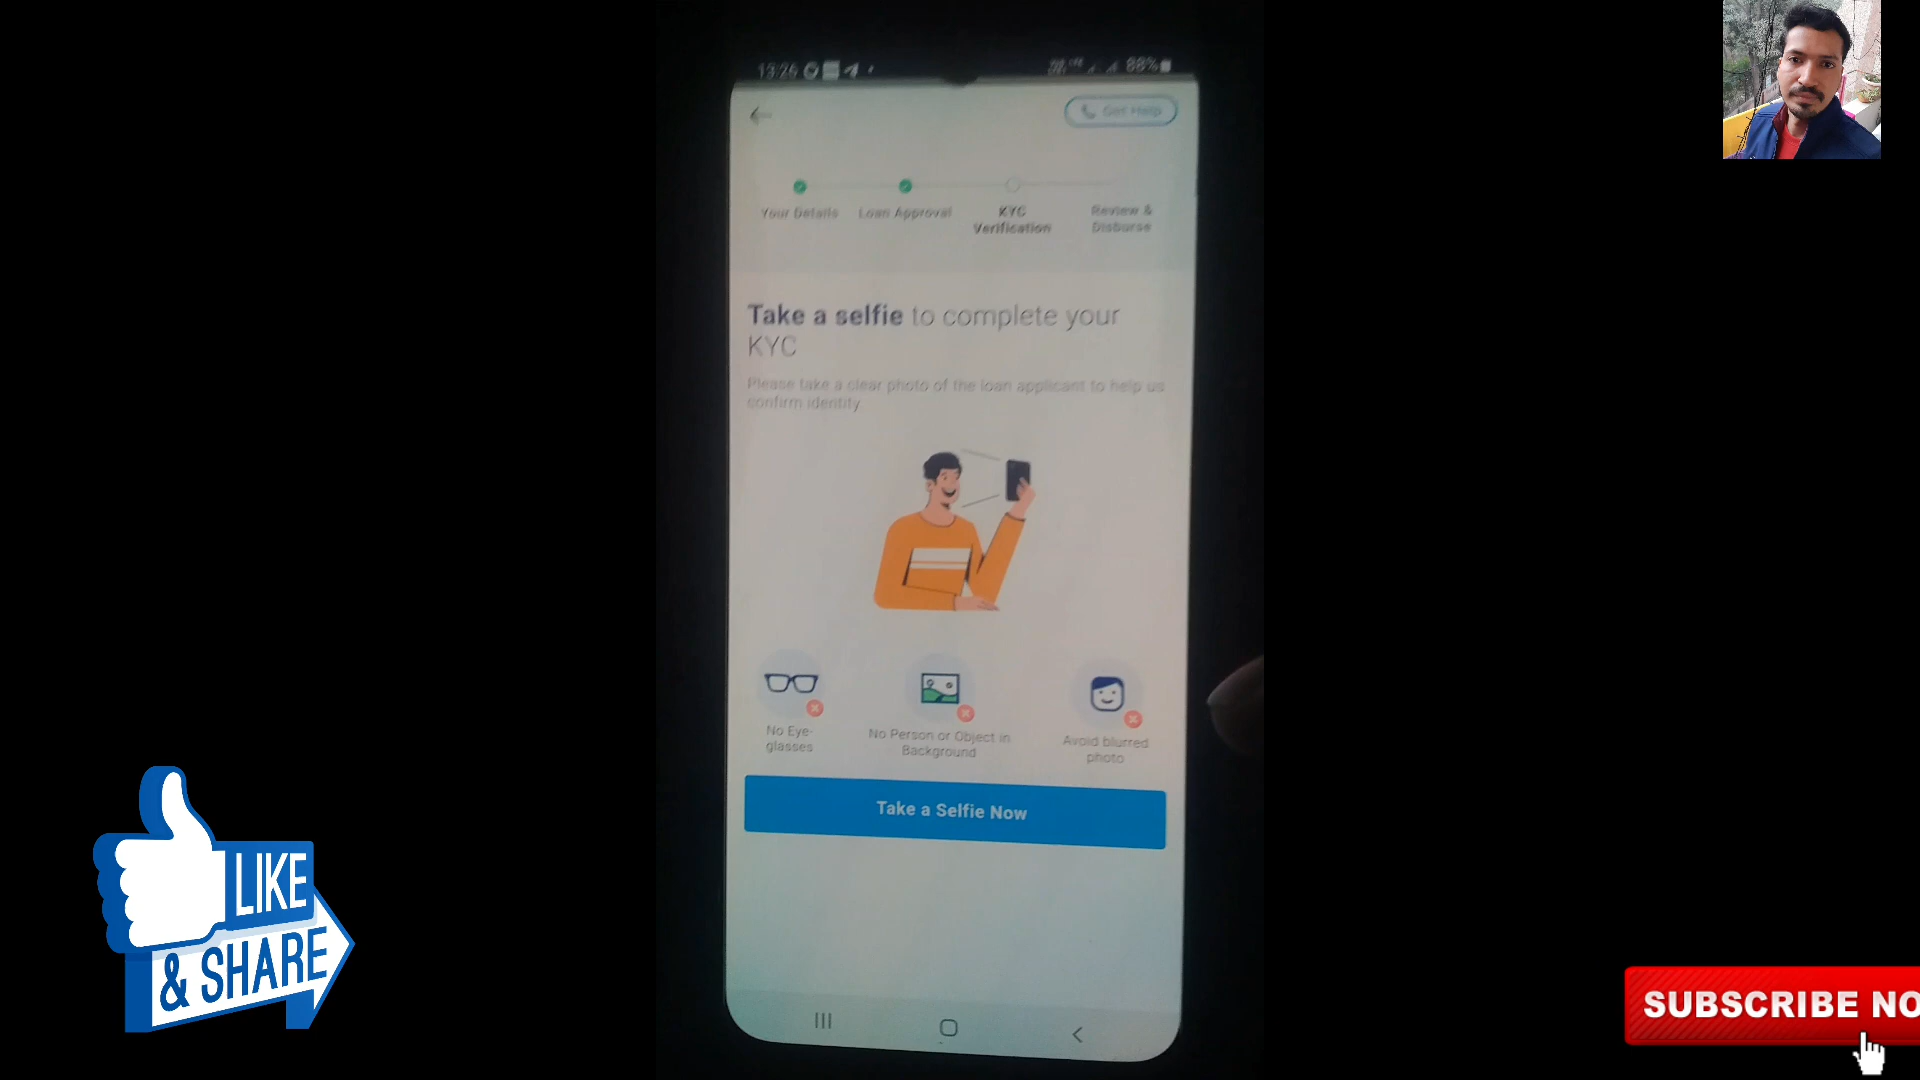 13:26
88%
Get Help
Your Details
Loan Approval
KYC
Verification
Review &
Disburse
Take a selfie to complete your
KYC
Please take a clear photo of the loan applicant to help us
confirm identity
No Eye-
glasses
No Person or Object in
Background
Avoid blurred
photo
Take a Selfie Now
LIKE
& SHARE
SUBSCRIBE NO